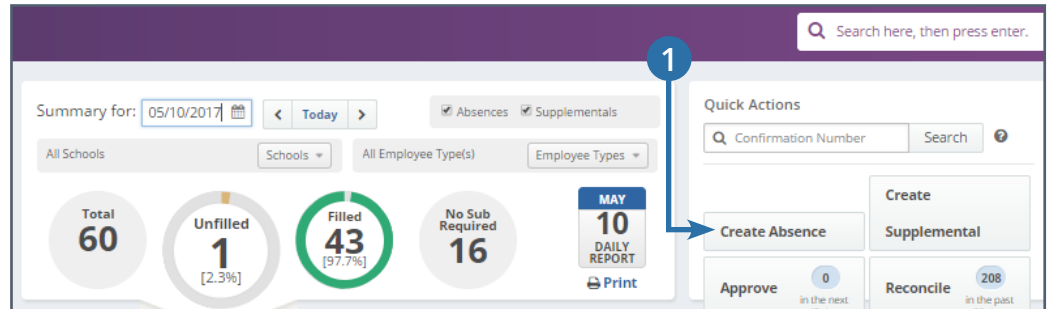 Search here, then press enter.
1
Summary for: 05/10/2017 < Today > Absences Supplementals
All Schools Schools All Employee Type(s) Employee Types
Total
60
Unfilled
1
[2.3%]
Filled
43
[97.7%]
No Sub
Required
16
MAY
10
DAILY
REPORT
Print
Quick Actions
Confirmation Number Search ?
Create Absence
Create
Supplemental
Approve 0
in the next
Reconcile 208
in the past